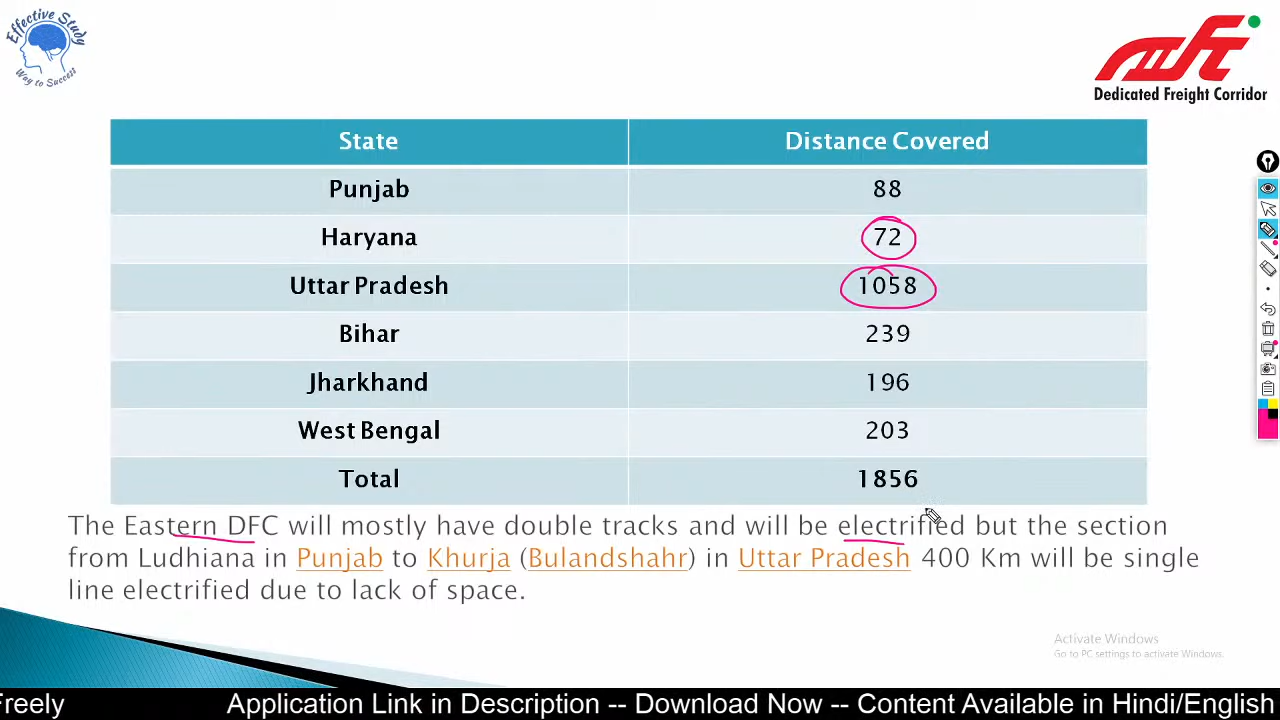 Effective Study
Way to Success
Dedicated Freight Corridor
State Distance Covered
Punjab 88
Haryana 72
Uttar Pradesh 1058
Bihar 239
Jharkhand 196
West Bengal 203
Total 1856
The Eastern DFC will mostly have double tracks and will be electrified but the section
from Ludhiana in Punjab to Khurja (Bulandshahr) in Uttar Pradesh 400 Km will be single
line electrified due to lack of space.
Activate Windows
Go to PC settings to activate Windows.
Freely Application Link in Description -- Download Now -- Content Available in Hindi/English